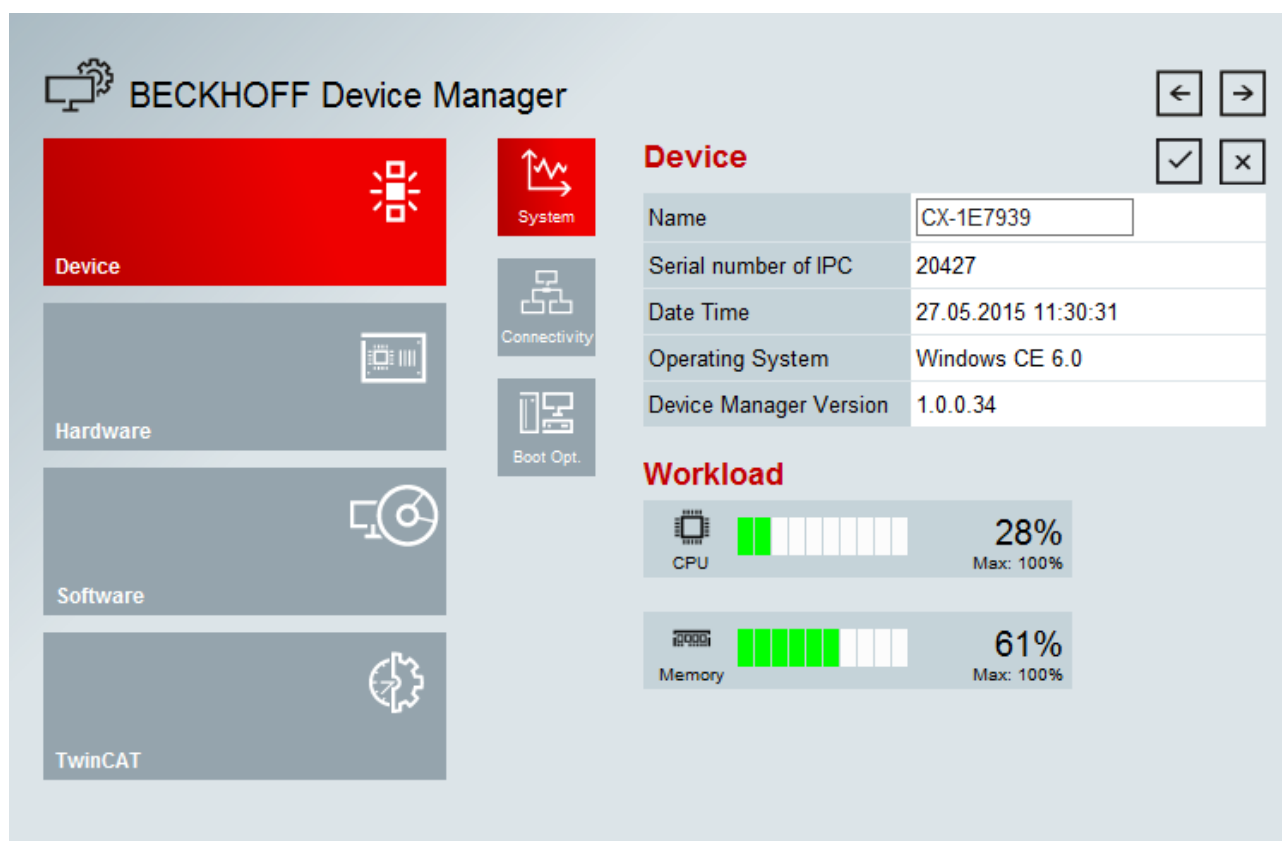 BECKHOFF Device Manager
Device
Hardware
Software
TwinCAT
System
Connectivity
Boot Opt.
Device
Name CX-1E7939
Serial number of IPC 20427
Date Time 27.05.2015 11:30:31
Operating System Windows CE 6.0
Device Manager Version 1.0.0.34
Workload
CPU 28%
Max: 100%
Memory 61%
Max: 100%